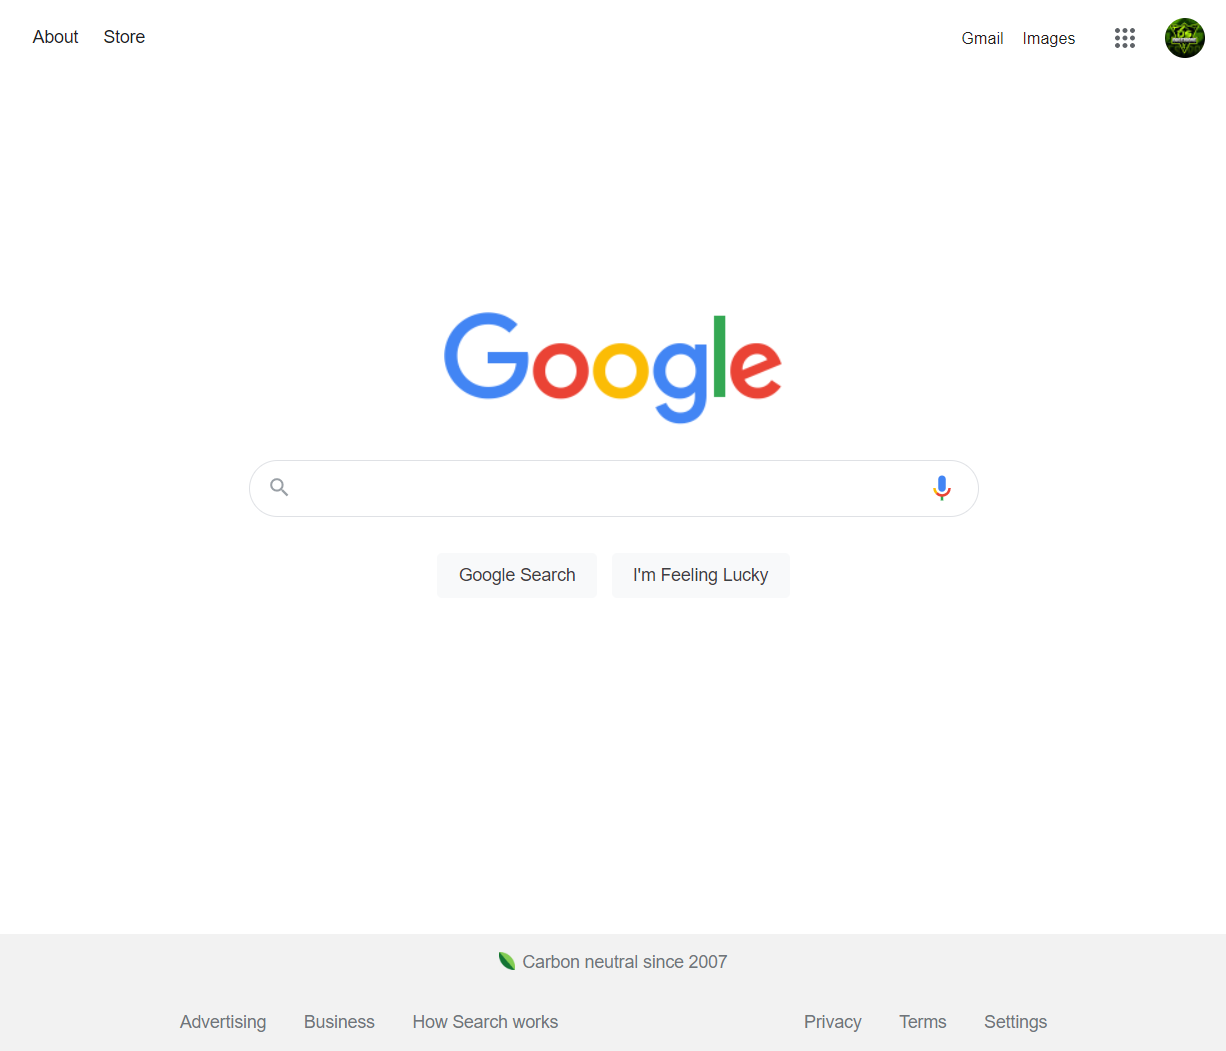 About Store Gmail Images
Google
Google Search I'm Feeling Lucky
Carbon neutral since 2007
Advertising Business How Search works Privacy Terms Settings